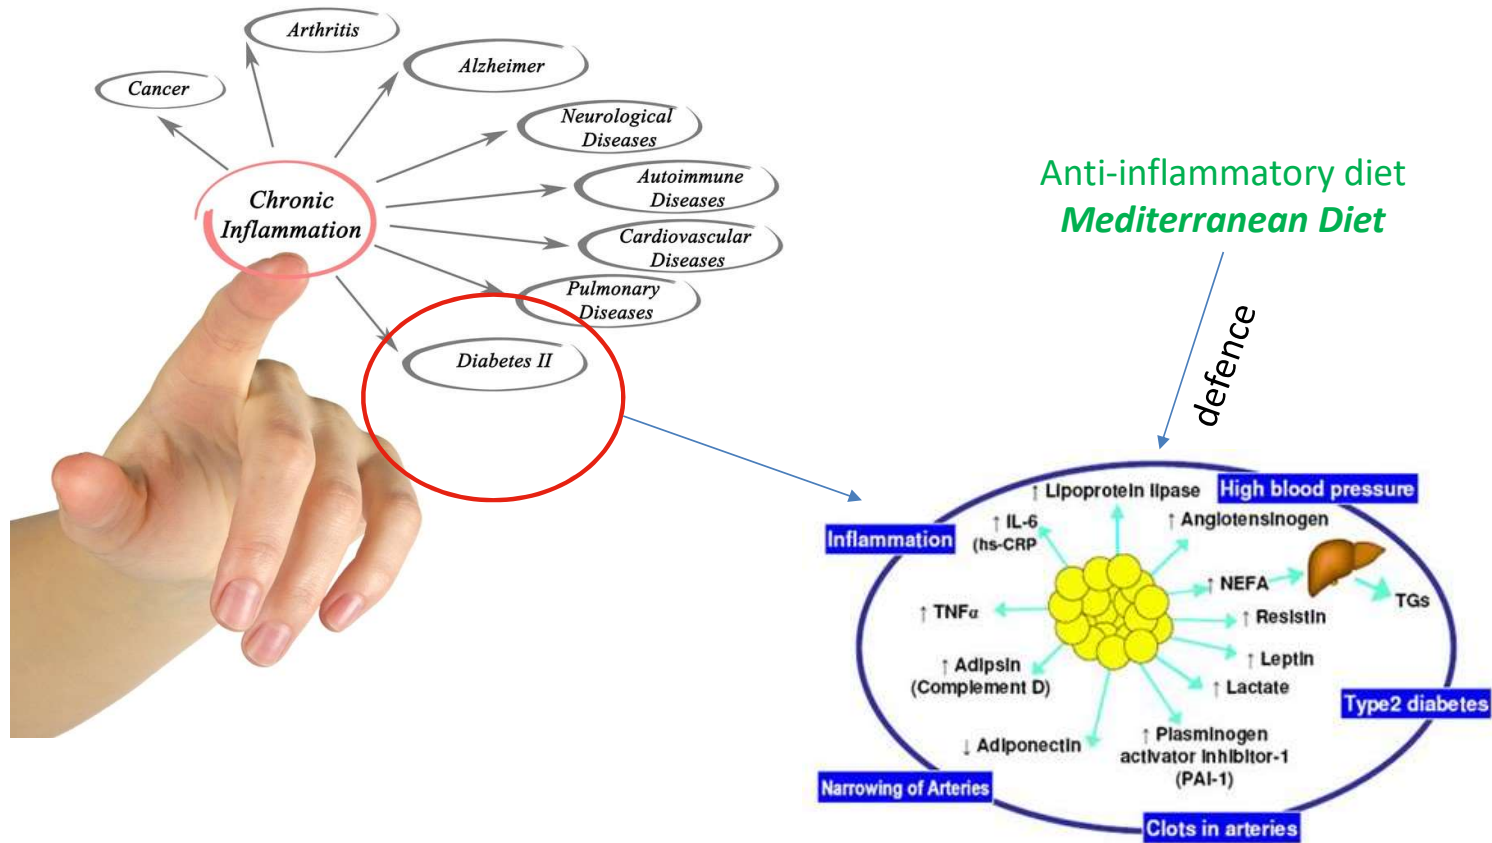 Arthritis
Alzheimer
Cancer
Neurological
Diseases
Autoimmune
Diseases
Chronic
Inflammation
Cardiovascular
Diseases
Pulmonary
Diseases
Diabetes II
Anti-inflammatory diet
Mediterranean Diet
defence
↑ Lipoprotein lipase
High blood pressure
↑ IL-6
(hs-CRP
↑ Angiotensinogen
Inflammation
↑ NEFA
TGs
↑ TNFα
↑ Resistin
↑ Adipsin
(Complement D)
↑ Leptin
↑ Lactate
Type2 diabetes
↓ Adiponectin
↑ Plasminogen
activator inhibitor-1
(PAI-1)
Narrowing of Arteries
Clots in arteries